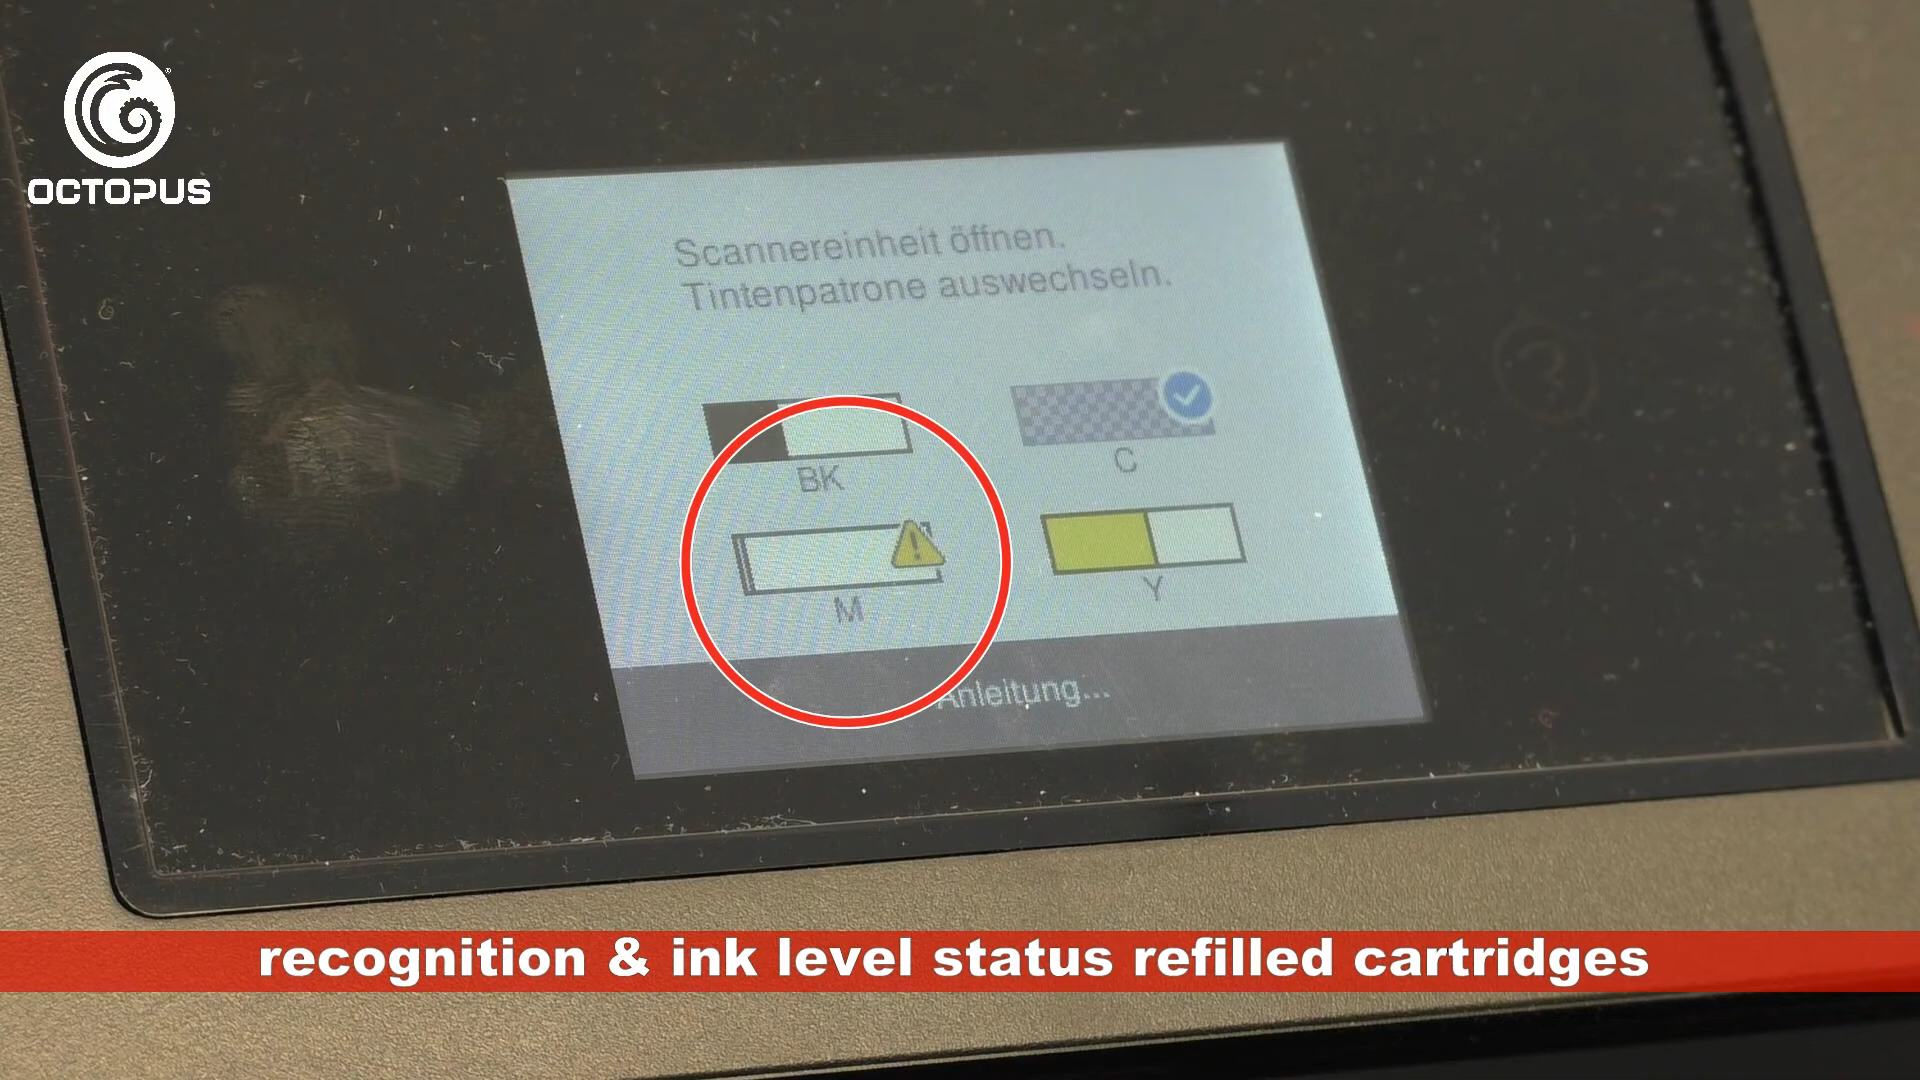 OCTOPUS
Scannereinheit öffnen.
Tintenpatrone auswechseln.
BK
C
M
Y
Anleitung...
recognition & ink level status refilled cartridges